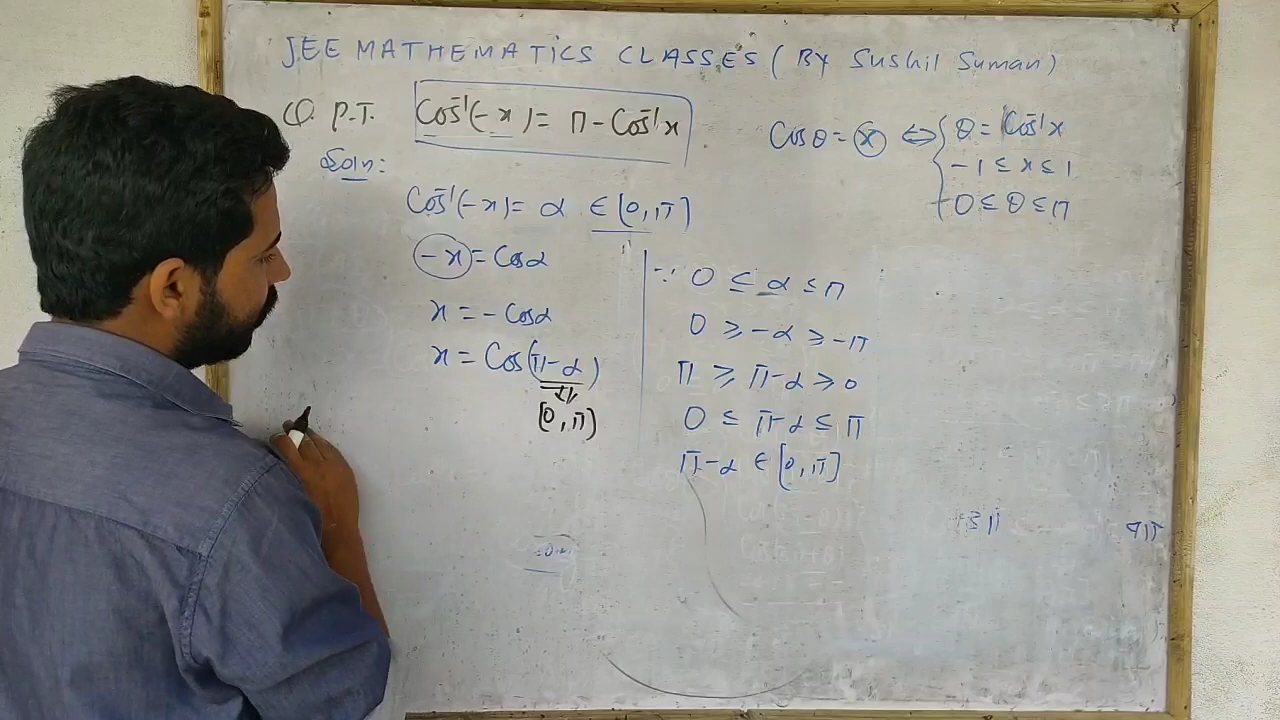 JEE MATHEMATICS CLASSES (By Sushil Suman)
Q. P.T. Cos⁻¹(-x) = π - Cos⁻¹x
Soln:
Cos⁻¹(-x) = α ∈ [0, π]
-x = Cosα
x = -Cosα
x = Cos(π-α)
[0, π]
Cosθ = x ⇔ { θ = Cos⁻¹x
-1 ≤ x ≤ 1
0 ≤ θ ≤ π
∵ 0 ≤ α ≤ π
0 ≥ -α ≥ -π
π ≥ π-α ≥ 0
0 ≤ π-α ≤ π
π-α ∈ [0, π]